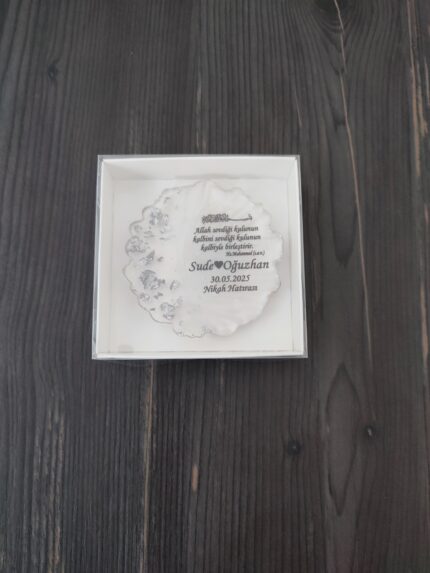 Allah sevdiği kulunun
kalbini sevdiği kulunun
kalbiyle birleştirir.
Hz.Muhammed (s.a.v.)
Sude♥Oğuzhan
30.05.2025
Nikah Hatırası